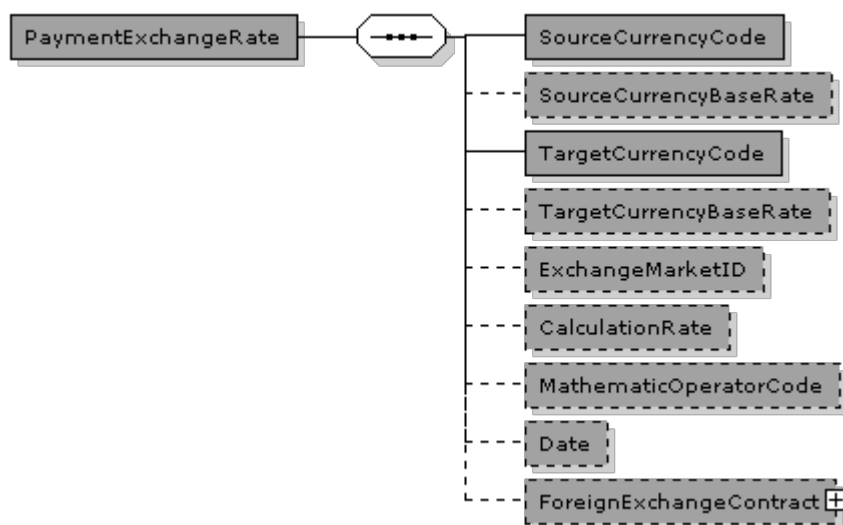 PaymentExchangeRate
SourceCurrencyCode
SourceCurrencyBaseRate
TargetCurrencyCode
TargetCurrencyBaseRate
ExchangeMarketID
CalculationRate
MathematicOperatorCode
Date
ForeignExchangeContract